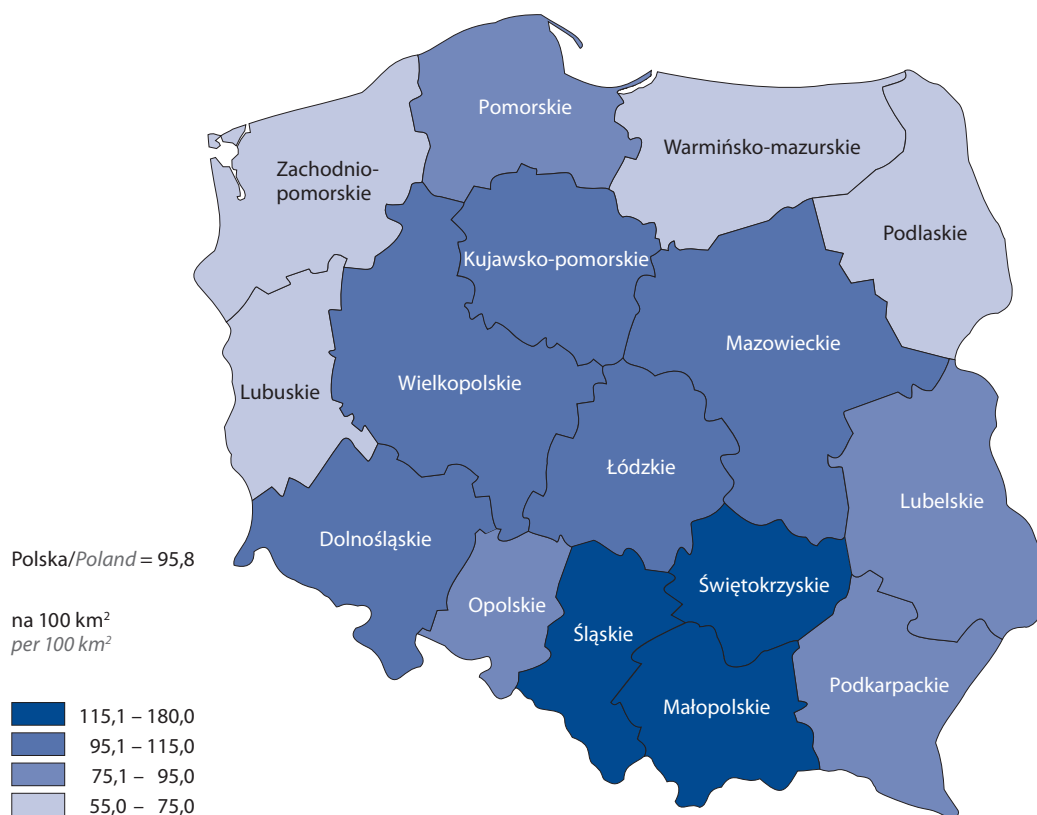 Pomorskie
Warmińsko-mazurskie
Zachodnio-
pomorskie
Podlaskie
Kujawsko-pomorskie
Mazowieckie
Wielkopolskie
Lubuskie
Łódzkie
Lubelskie
Dolnośląskie
Polska/Poland = 95,8
Świętokrzyskie
Opolskie
na 100 km²
per 100 km²
Śląskie
Podkarpackie
Małopolskie
115,1 – 180,0
95,1 – 115,0
75,1 – 95,0
55,0 – 75,0